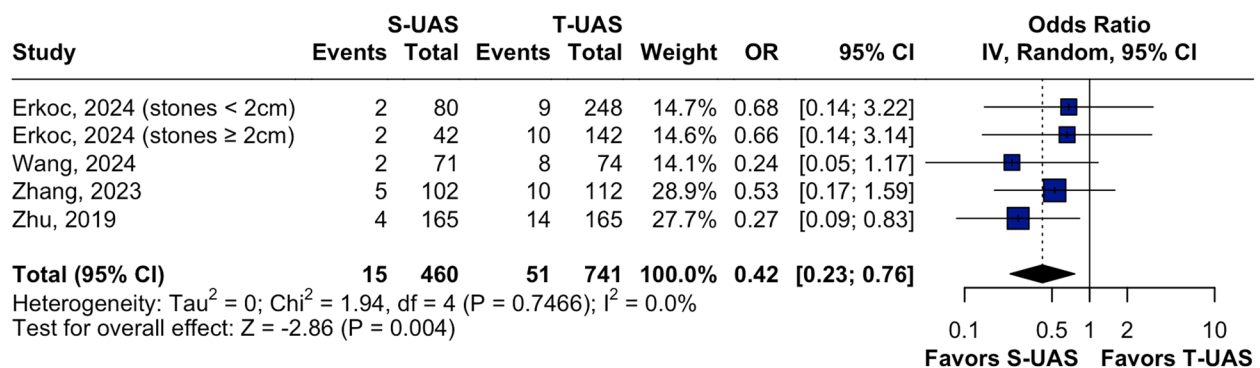 S-UAS T-UAS Odds Ratio
Study Events Total Events Total Weight OR 95% CI IV, Random, 95% CI
Erkoc, 2024 (stones < 2cm) 2 80 9 248 14.7% 0.68 [0.14; 3.22]
Erkoc, 2024 (stones ≥ 2cm) 2 42 10 142 14.6% 0.66 [0.14; 3.14]
Wang, 2024 2 71 8 74 14.1% 0.24 [0.05; 1.17]
Zhang, 2023 5 102 10 112 28.9% 0.53 [0.17; 1.59]
Zhu, 2019 4 165 14 165 27.7% 0.27 [0.09; 0.83]
Total (95% CI) 15 460 51 741 100.0% 0.42 [0.23; 0.76]
Heterogeneity: Tau² = 0; Chi² = 1.94, df = 4 (P = 0.7466); I² = 0.0%
Test for overall effect: Z = -2.86 (P = 0.004)
0.1 0.5 1 2 10
Favors S-UAS Favors T-UAS